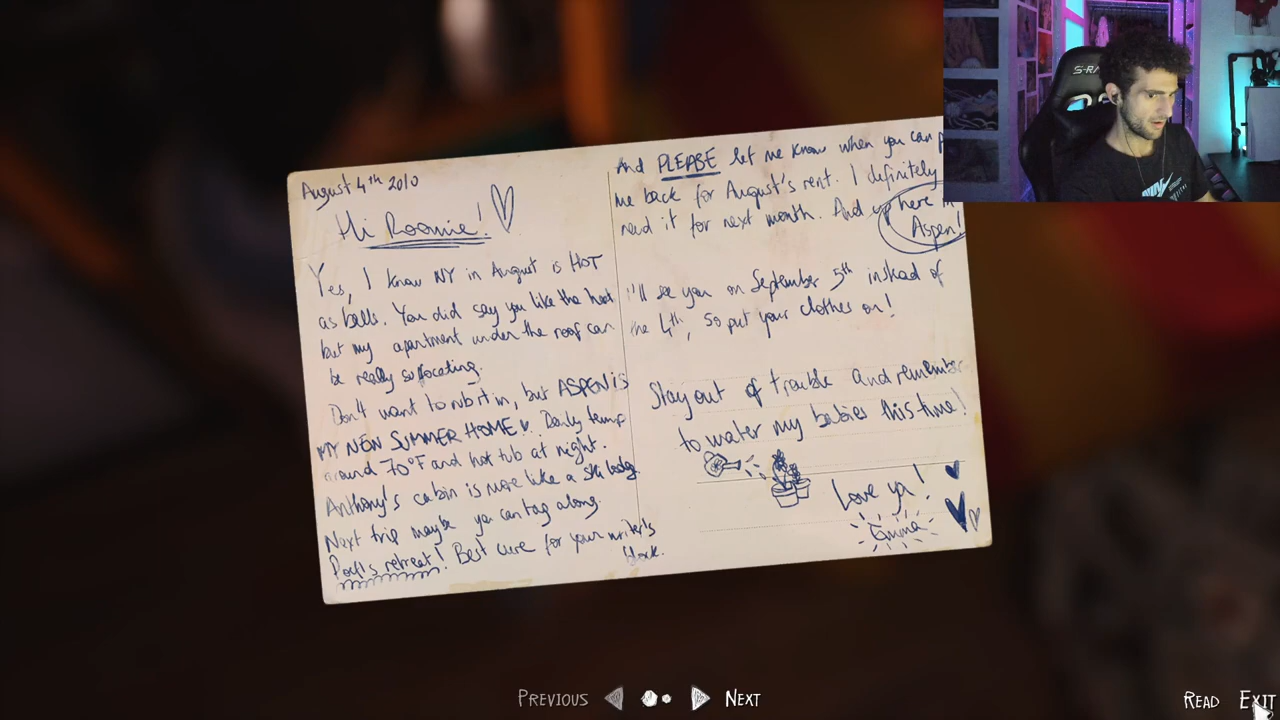 August 4th 2010
Hi Roomie!
Yes, I know NY in August is HOT
as balls. You did say you like the heat
but my apartment under the roof can
be really suffocating.
Don't want to rub it in, but ASPEN is
MY NEW SUMMER HOME. Daily temp
around 70°F and hot tub at night.
Anthony's cabin is more like a ski lodge.
Next trip maybe you can tag along.
Poet's retreat! Best cure for your writer's
block.
And PLEASE let me know when you can
me back for August's rent. I definitely
need it for next month. And up here in
Aspen!
I'll see you on September 5th instead of
the 4th, so put your clothes on!
Stay out of trouble and remember
to water my babies this time!
Love ya!
Emma
PREVIOUS
NEXT
READ
EXIT